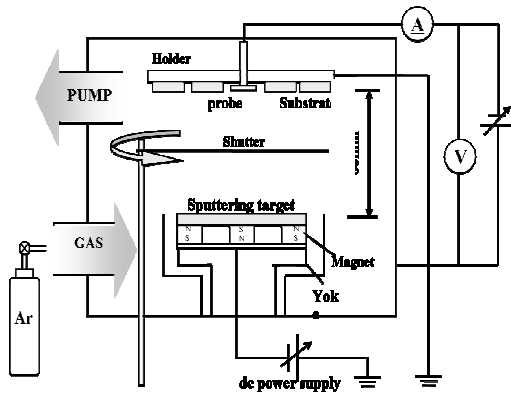 A
Holder
PUMP
probe
Substrat
Shutter
V
Sputtering target
N S N
S N S
GAS
Magnet
Yok
Ar
dc power supply